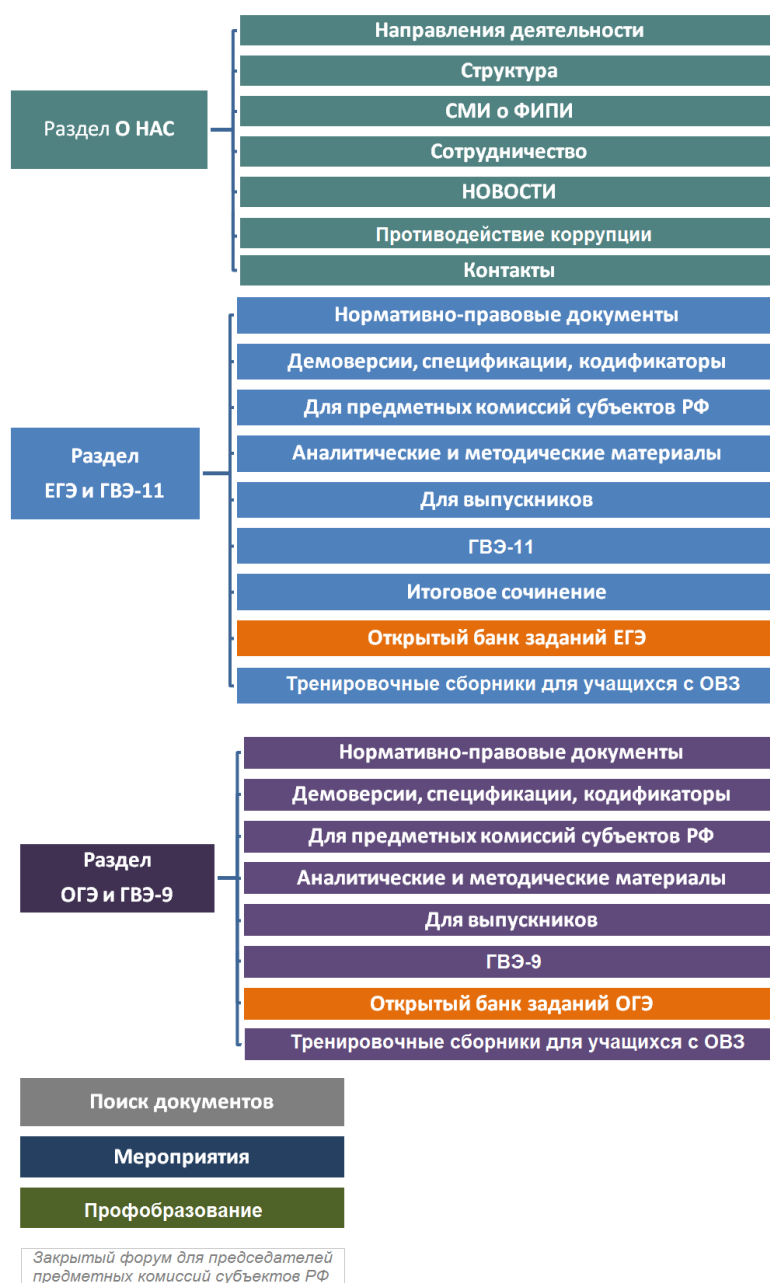 Раздел О НАС
Направления деятельности
Структура
СМИ о ФИПИ
Сотрудничество
НОВОСТИ
Противодействие коррупции
Контакты
Раздел
ЕГЭ и ГВЭ-11
Нормативно-правовые документы
Демоверсии, спецификации, кодификаторы
Для предметных комиссий субъектов РФ
Аналитические и методические материалы
Для выпускников
ГВЭ-11
Итоговое сочинение
Открытый банк заданий ЕГЭ
Тренировочные сборники для учащихся с ОВЗ
Раздел
ОГЭ и ГВЭ-9
Нормативно-правовые документы
Демоверсии, спецификации, кодификаторы
Для предметных комиссий субъектов РФ
Аналитические и методические материалы
Для выпускников
ГВЭ-9
Открытый банк заданий ОГЭ
Тренировочные сборники для учащихся с ОВЗ
Поиск документов
Мероприятия
Профобразование
Закрытый форум для председателей
предметных комиссий субъектов РФ